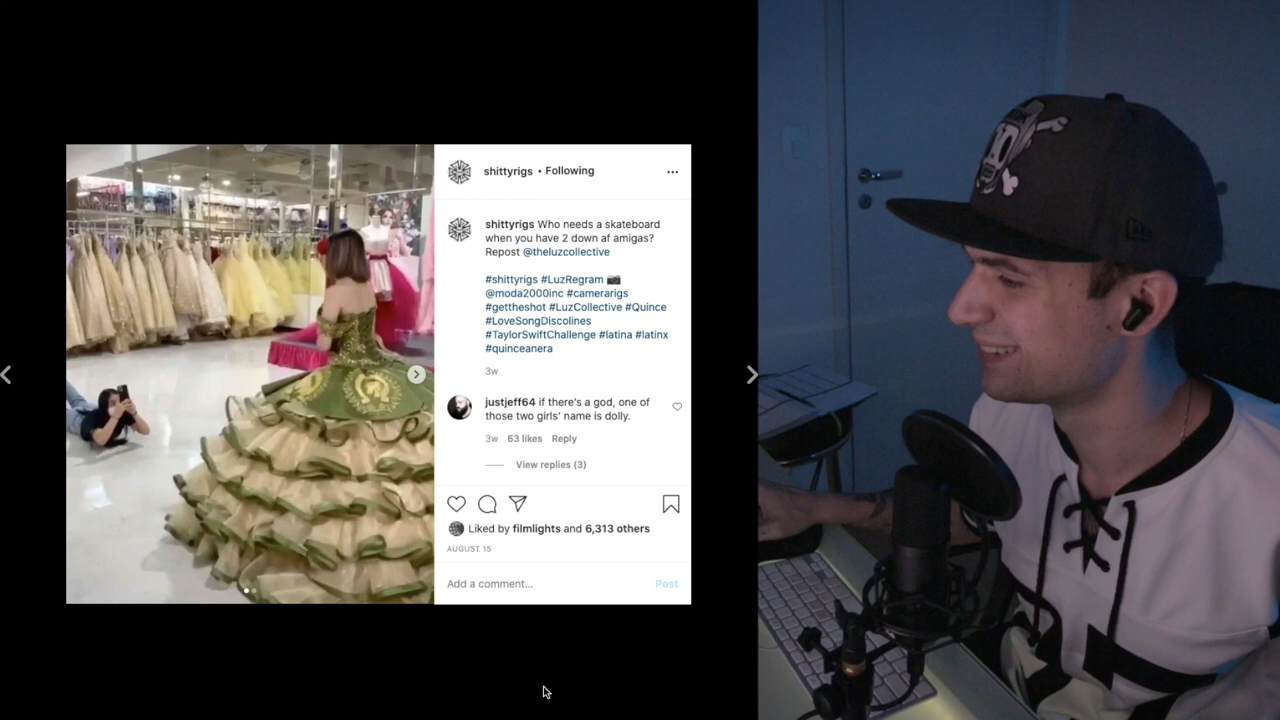 shittyrigs • Following
shittyrigs Who needs a skateboard
when you have 2 down af amigas?
Repost @theluzcollective
#shittyrigs #LuzRegram 📷
@moda2000inc #camerarigs
#gettheshot #LuzCollective #Quince
#LoveSongDiscolines
#TaylorSwiftChallenge #latina #latinx
#quinceanera
3w
justjeff64 if there's a god, one of
those two girls' name is dolly.
3w 63 likes Reply
View replies (3)
Liked by filmlights and 6,313 others
AUGUST 15
Add a comment... Post